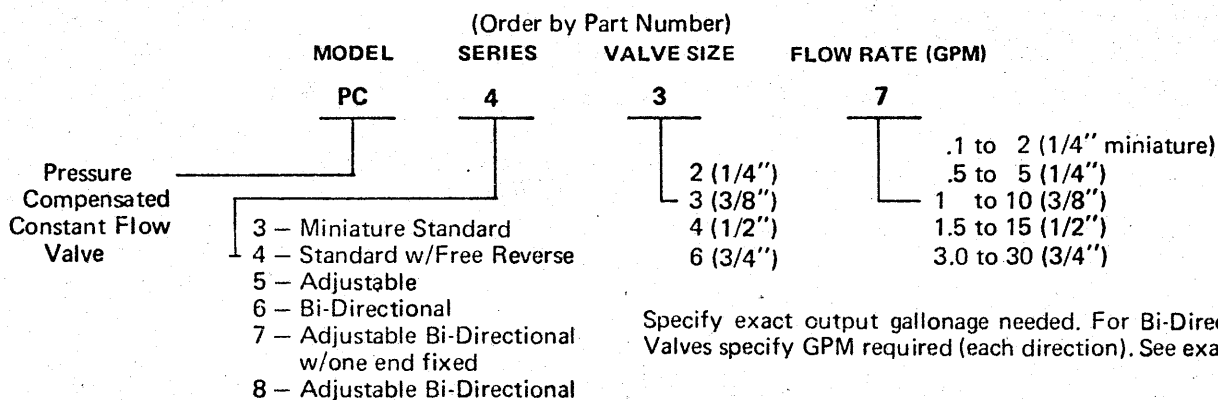 (Order by Part Number)
MODEL SERIES VALVE SIZE FLOW RATE (GPM)
PC 4 3 7
Pressure
Compensated
Constant Flow
Valve
3 – Miniature Standard
4 – Standard w/Free Reverse
5 – Adjustable
6 – Bi-Directional
7 – Adjustable Bi-Directional
w/one end fixed
8 – Adjustable Bi-Directional
2 (1/4")
3 (3/8")
4 (1/2")
6 (3/4")
.1 to 2 (1/4" miniature)
.5 to 5 (1/4")
1 to 10 (3/8")
1.5 to 15 (1/2")
3.0 to 30 (3/4")
Specify exact output gallonage needed. For Bi-Direc
Valves specify GPM required (each direction). See exa